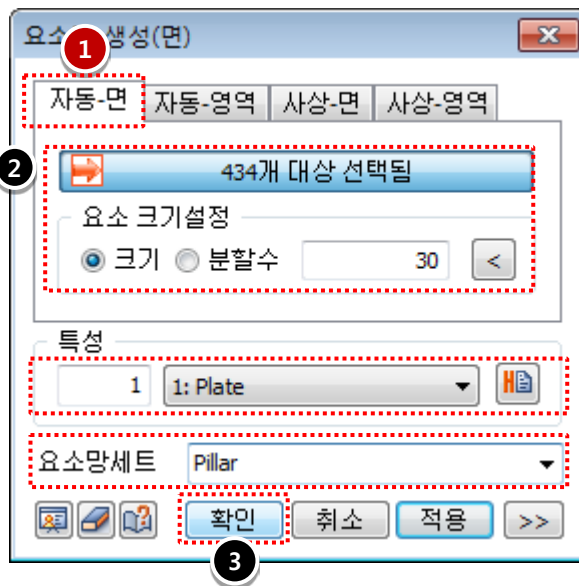 요소 생성(면)
1
자동-면 자동-영역 사상-면 사상-영역
2
434개 대상 선택됨
요소 크기설정
크기 분할수 30 <
특성
1 1: Plate
요소망세트 Pillar
확인 취소 적용 >>
3